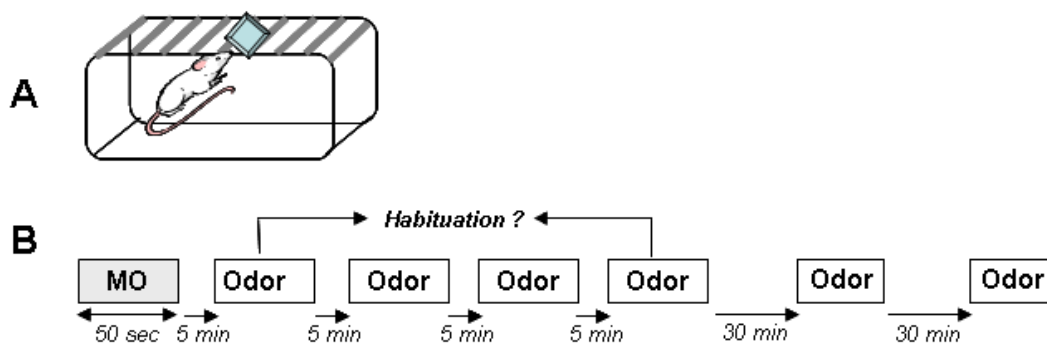 A
B
Habituation ?
MO Odor Odor Odor Odor Odor Odor
50 sec 5 min 5 min 5 min 5 min 30 min 30 min